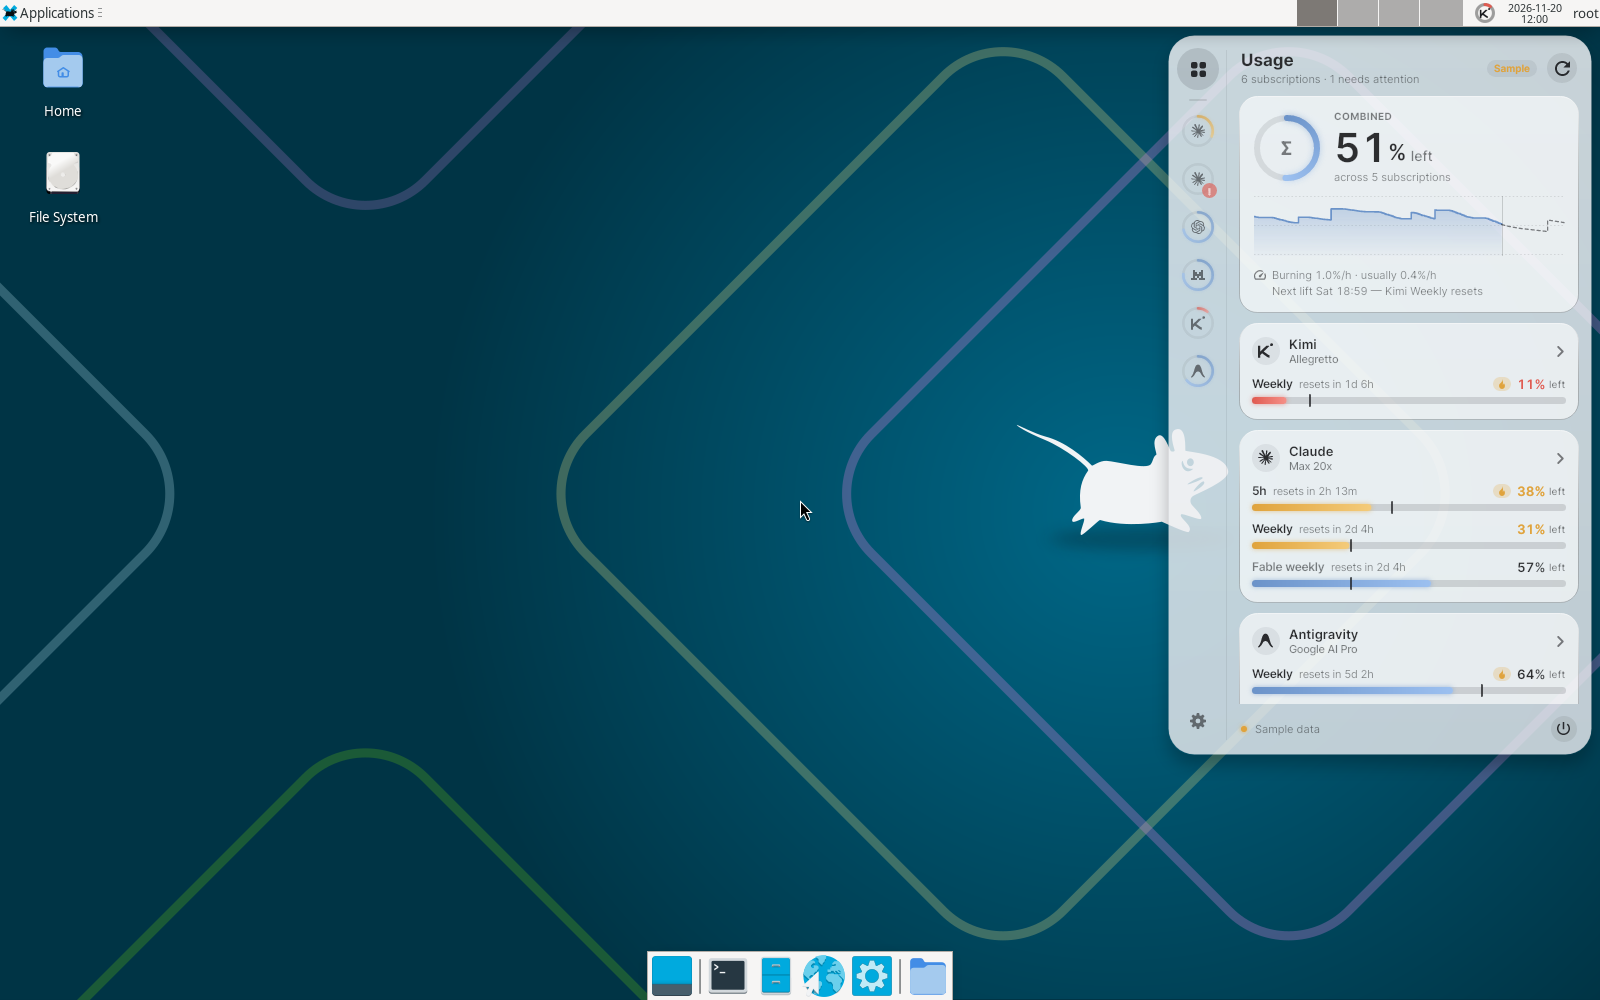 Applications
2026-11-20
12:00
root
Home
File System
Usage
6 subscriptions · 1 needs attention
Sample
COMBINED
Σ
51% left
across 5 subscriptions
Burning 1.0%/h · usually 0.4%/h
Next lift Sat 18:59 — Kimi Weekly resets
Kimi
Allegretto
Weekly resets in 1d 6h 11% left
Claude
Max 20x
5h resets in 2h 13m 38% left
Weekly resets in 2d 4h 31% left
Fable weekly resets in 2d 4h 57% left
Antigravity
Google AI Pro
Weekly resets in 5d 2h 64% left
Sample data